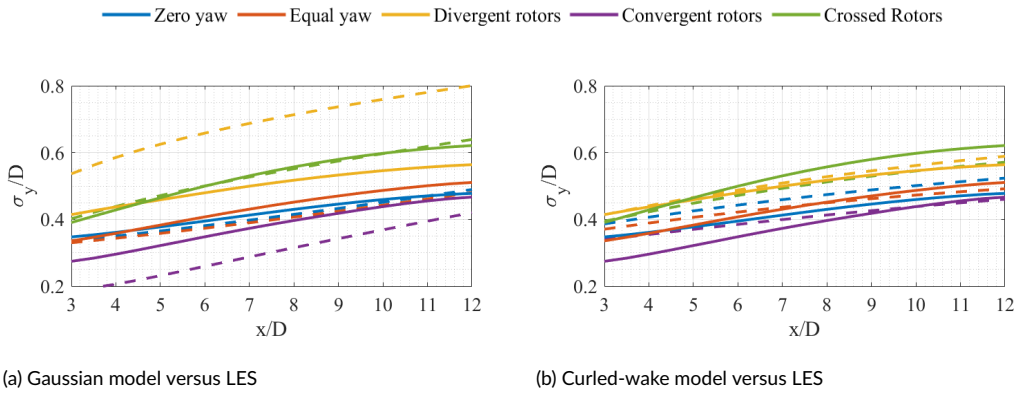 Zero yaw Equal yaw Divergent rotors Convergent rotors Crossed Rotors
0.8 0.6 0.4 0.2
σy/D
3 4 5 6 7 8 9 10 11 12
x/D
(a) Gaussian model versus LES
0.8 0.6 0.4 0.2
σy/D
3 4 5 6 7 8 9 10 11 12
x/D
(b) Curled-wake model versus LES